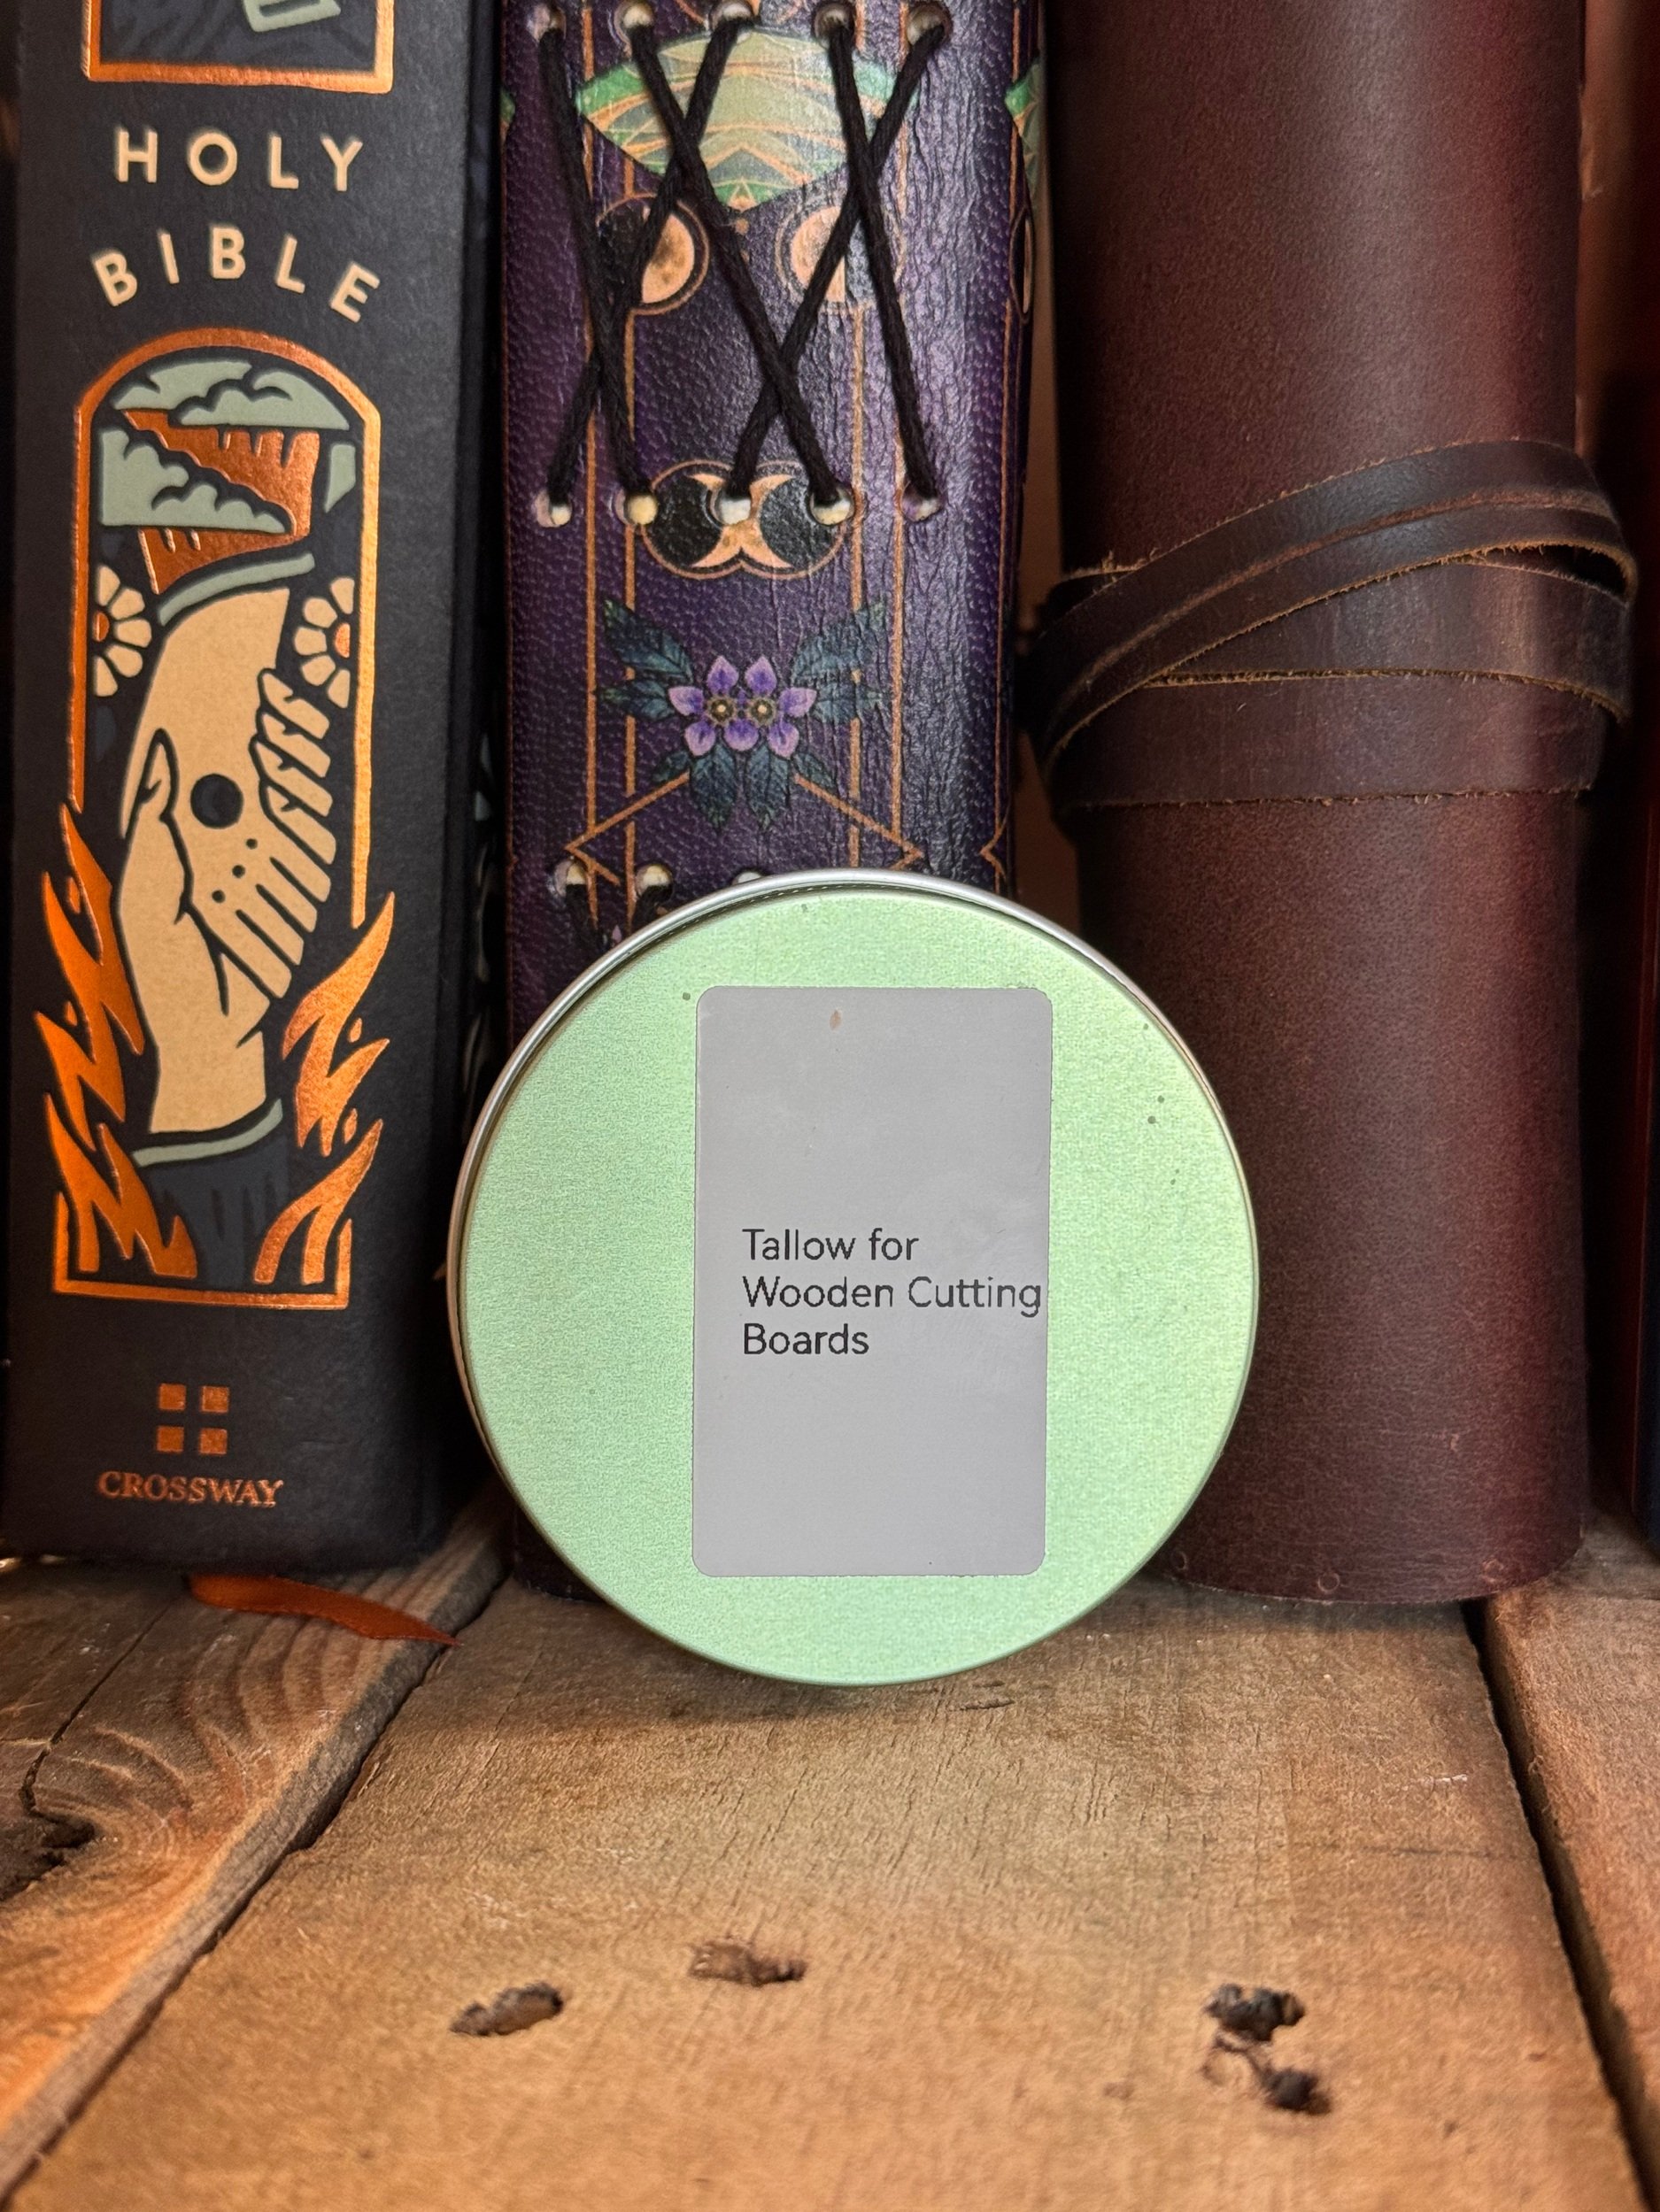 HOLY
BIBLE
CROSSWAY
Tallow for
Wooden Cutting
Boards